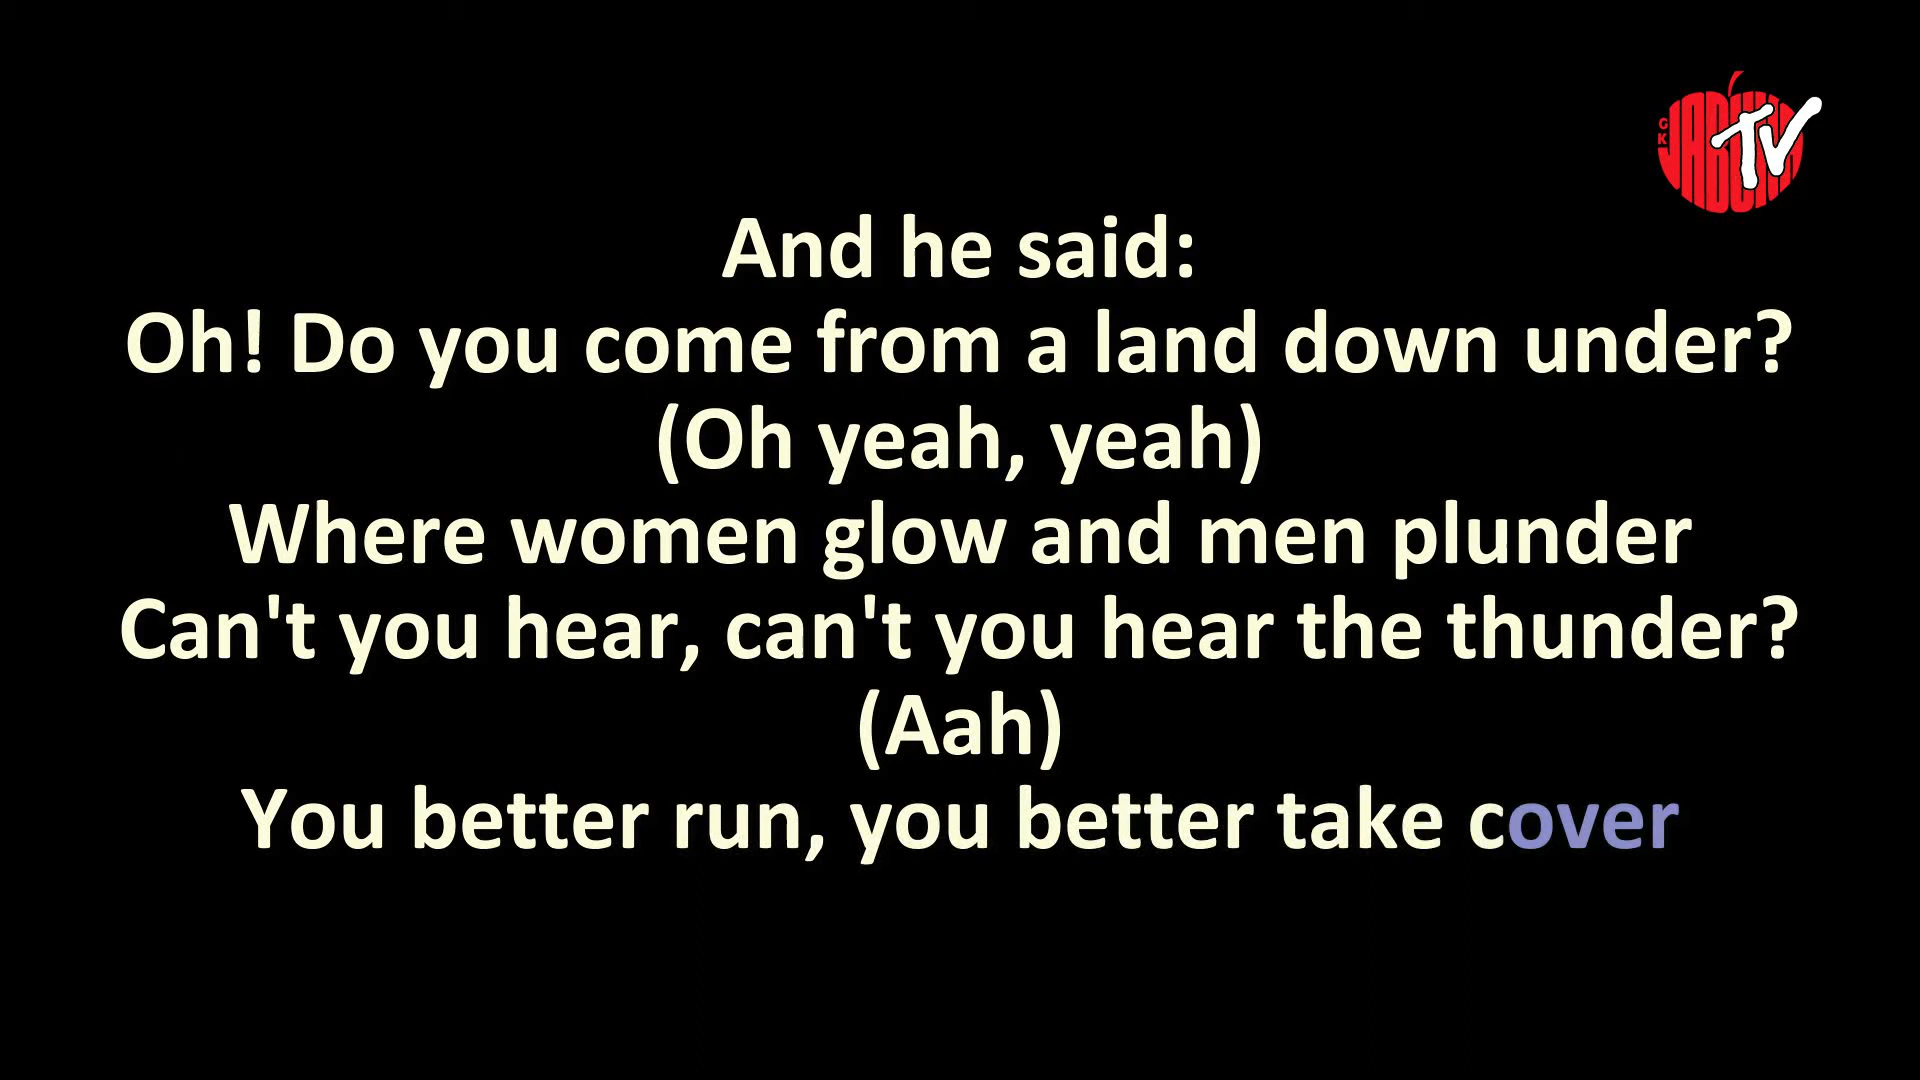 And he said:
Oh! Do you come from a land down under?
(Oh yeah, yeah)
Where women glow and men plunder
Can't you hear, can't you hear the thunder?
(Aah)
You better run, you better take cover
TV